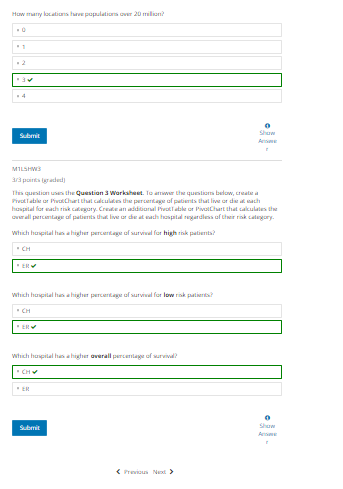 How many locations have populations over 20 million?
0
1
2
3
4
Submit
Show
Answe
r
M1L5HW3
3/3 points (graded)
This question uses the Question 3 Worksheet. To answer the questions below, create a
PivotTable or PivotChart that calculates the percentage of patients that live or die at each
hospital for each risk category. Create an additional PivotTable or PivotChart that calculates the
overall percentage of patients that live or die at each hospital regardless of their risk category.
Which hospital has a higher percentage of survival for high risk patients?
CH
ER
Which hospital has a higher percentage of survival for low risk patients?
CH
ER
Which hospital has a higher overall percentage of survival?
CH
ER
Submit
Show
Answe
r
Previous Next